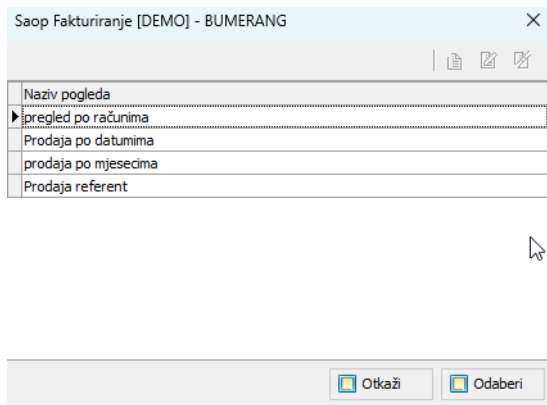 Saop Fakturiranje [DEMO] - BUMERANG
Naziv pogleda
pregled po računima
Prodaja po datumima
prodaja po mjesecima
Prodaja referent
Otkaži
Odaberi